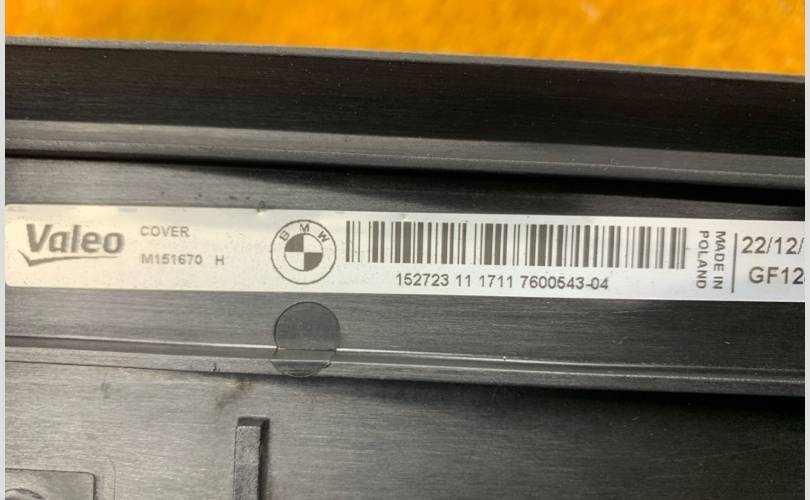 Valeo
COVER
M151670 H
BMW
152723 11 1711 7600543-04
MADE IN
POLAND
22/12/
GF12